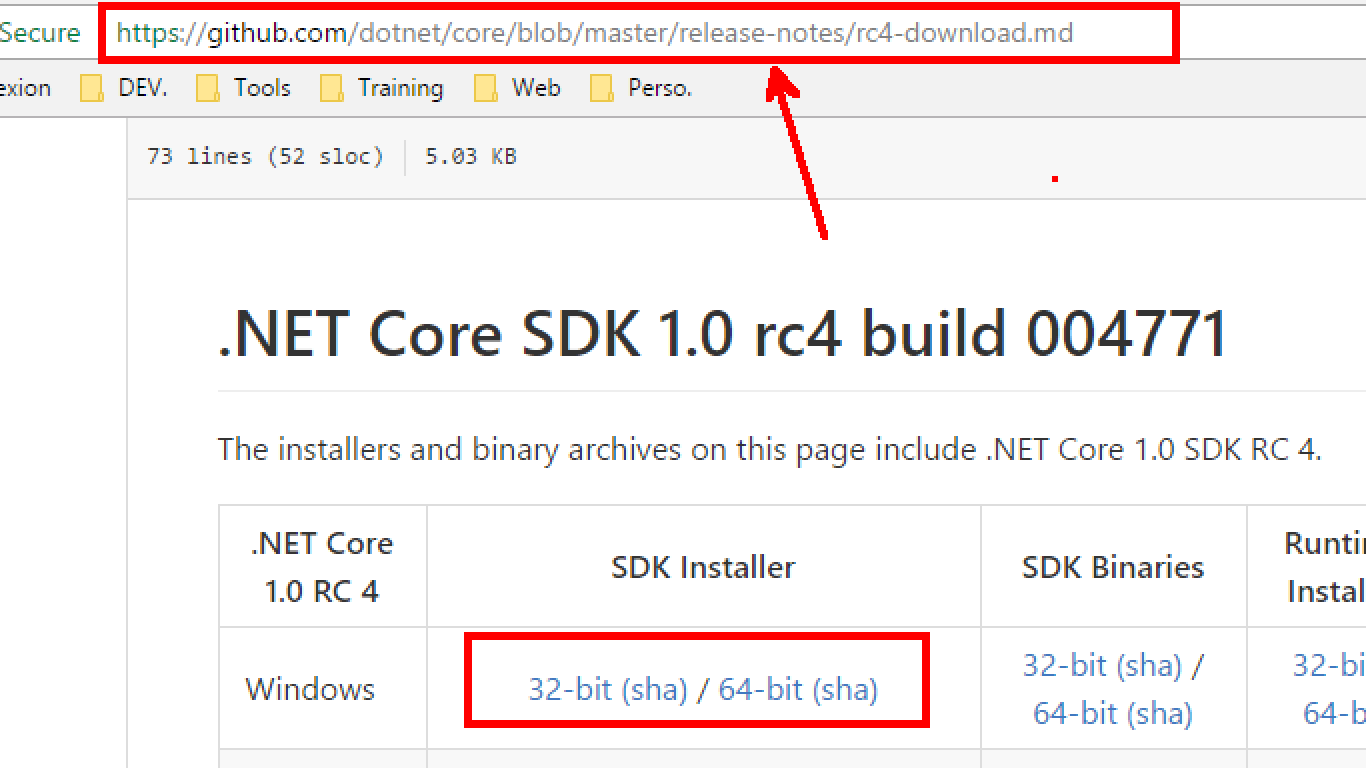 Secure https://github.com/dotnet/core/blob/master/release-notes/rc4-download.md
exion DEV. Tools Training Web Perso.
73 lines (52 sloc) 5.03 KB
.NET Core SDK 1.0 rc4 build 004771
The installers and binary archives on this page include .NET Core 1.0 SDK RC 4.
.NET Core
1.0 RC 4
SDK Installer
SDK Binaries
Runtin
Instal
Windows
32-bit (sha) / 64-bit (sha)
32-bit (sha) /
64-bit (sha)
32-bi
64-b